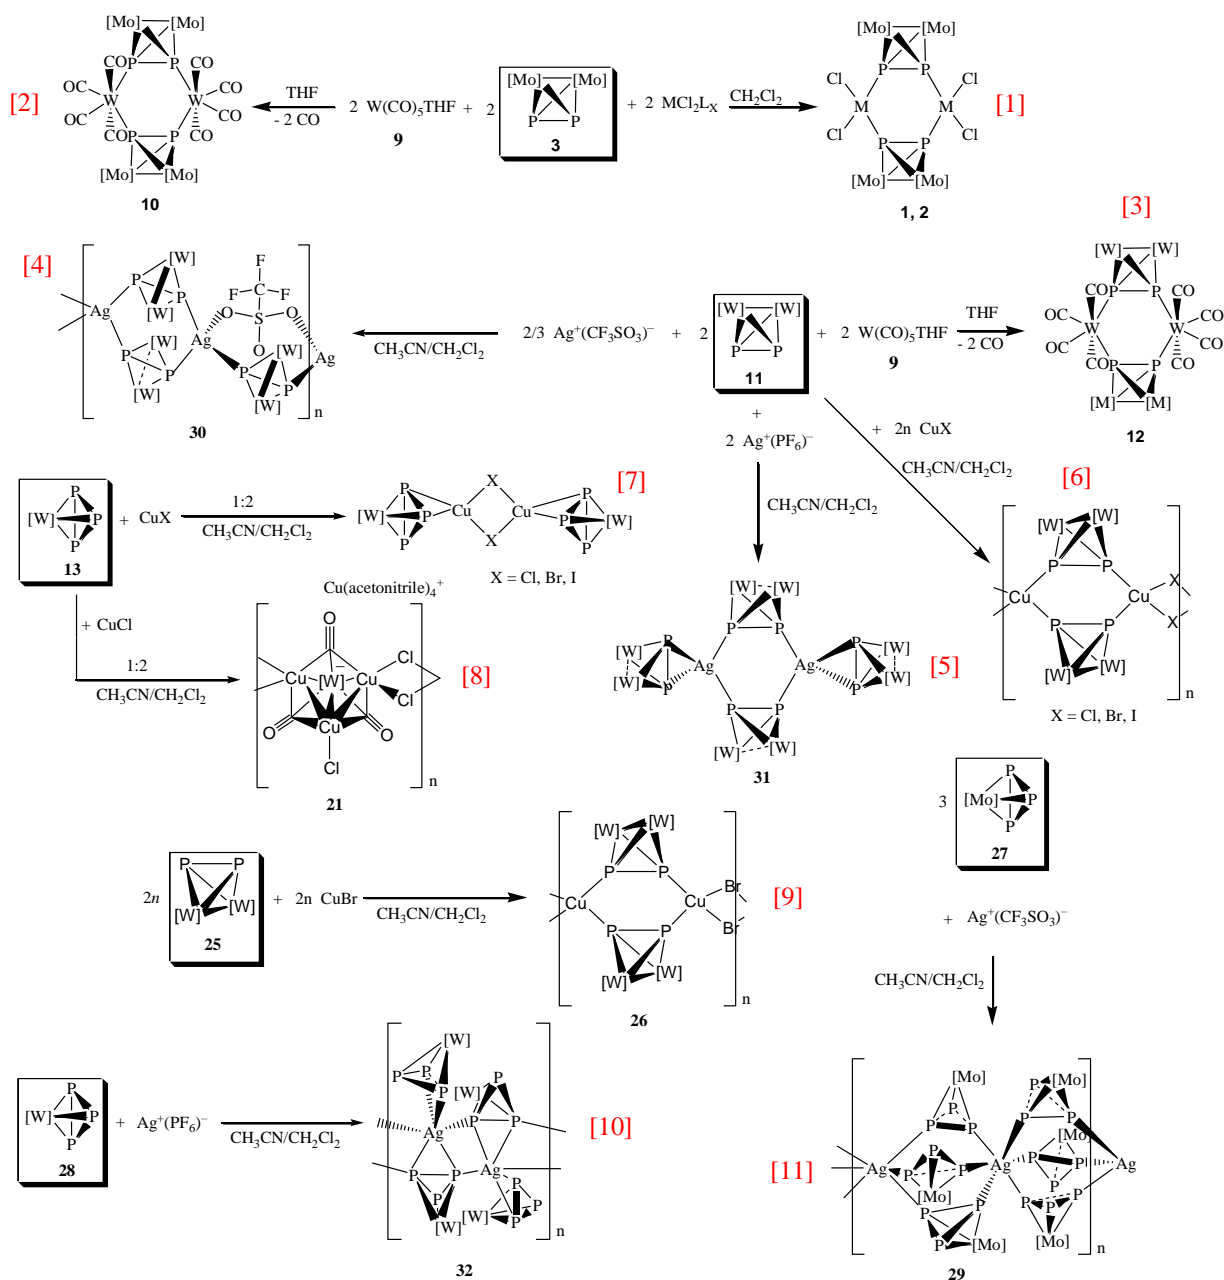 [Mo] [Mo]
P P
CO CO
OC CO
OC W W CO
CO CO
P P
[Mo] [Mo]
10
[2]
THF
- 2 CO
2 W(CO)5THF + 2
9
[Mo] [Mo]
P P
3
+ 2 MCl2LX
CH2Cl2
[Mo] [Mo]
P P
Cl Cl
M M
Cl Cl
P P
[Mo] [Mo]
1, 2
[1]
[3]
[4]
[W]
P
P
[W]
Ag
[W]
P
P
[W]
Ag
F
F C F
O S O
O
[W]
P
P
[W]
Ag
n
30
CH3CN/CH2Cl2
2/3 Ag+(CF3SO3)− + 2
[W] [W]
P P
11
+ 2 W(CO)5THF
9
THF
- 2 CO
[W] [W]
P P
CO CO
OC CO
W W
OC CO
CO CO
P P
[M] [M]
12
+
2 Ag+(PF6)−
CH3CN/CH2Cl2
+ 2n CuX
CH3CN/CH2Cl2
[6]
[W] [W]
P P
Cu Cu
X
X
P P
[W] [W]
n
X = Cl, Br, I
P
[W] P
P
13
+ CuX
1:2
CH3CN/CH2Cl2
P
[W] P
P
X
Cu Cu
X
P
P [W]
P
[7]
X = Cl, Br, I
+ CuCl
1:2
CH3CN/CH2Cl2
Cu(acetonitrile)4+
O
Cu [W]− Cu
Cl
Cl
O Cu O
Cl
n
21
[8]
[W] [W]
P P
[W] P
[W] P
Ag Ag
P [W]
P [W]
P P
[W] [W]
31
[5]
2n
P P
[W] [W]
25
+ 2n CuBr
CH3CN/CH2Cl2
[W] [W]
P P
Cu Cu
Br
Br
P P
[W] [W]
n
26
[9]
3
P
[Mo] P
P
27
+ Ag+(CF3SO3)−
CH3CN/CH2Cl2
P
[W] P
P
28
+ Ag+(PF6)−
CH3CN/CH2Cl2
[W]
P P
P
[W] P
P P
Ag
P P
Ag
P
[W]
P
[W] P
P
n
32
[10]
[11]
[Mo]
P
P P
P [Mo]
P P
Ag
P
P P
[Mo]
Ag
[Mo]
P P
P
Ag
P P
P [Mo]
P P
P
[Mo]
n
29